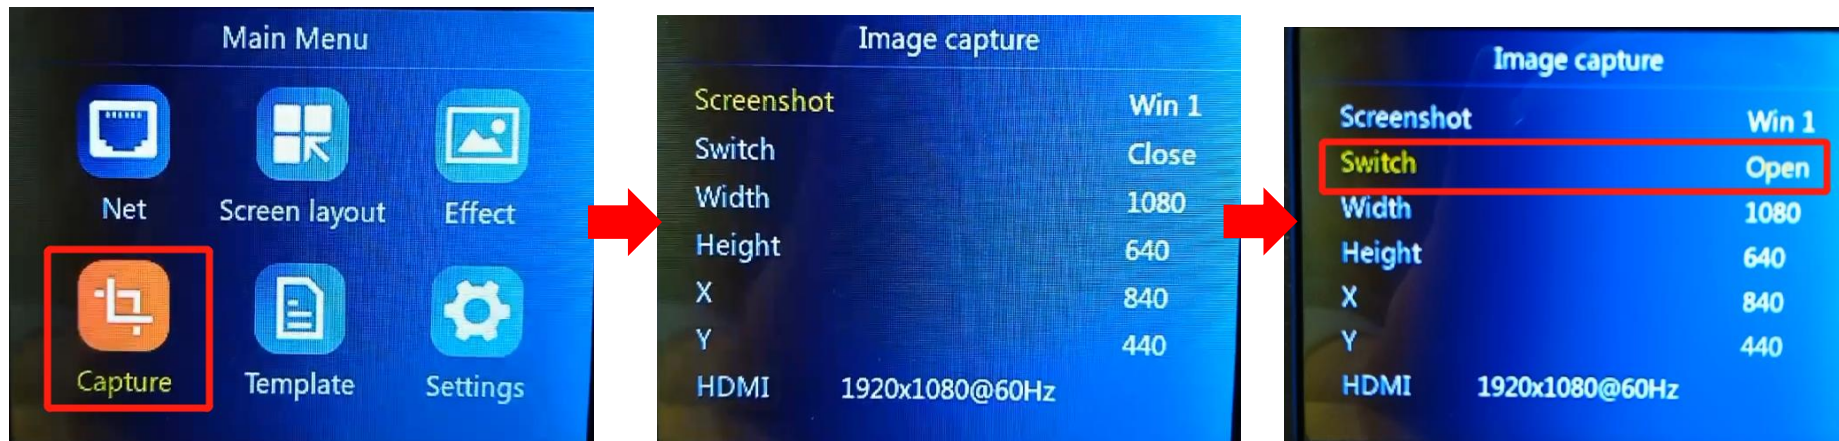 Main Menu
Net Screen layout Effect
Capture Template Settings
Image capture
Screenshot Win 1
Switch Close
Width 1080
Height 640
X 840
Y 440
HDMI 1920x1080@60Hz
Image capture
Screenshot Win 1
Switch Open
Width 1080
Height 640
X 840
Y 440
HDMI 1920x1080@60Hz